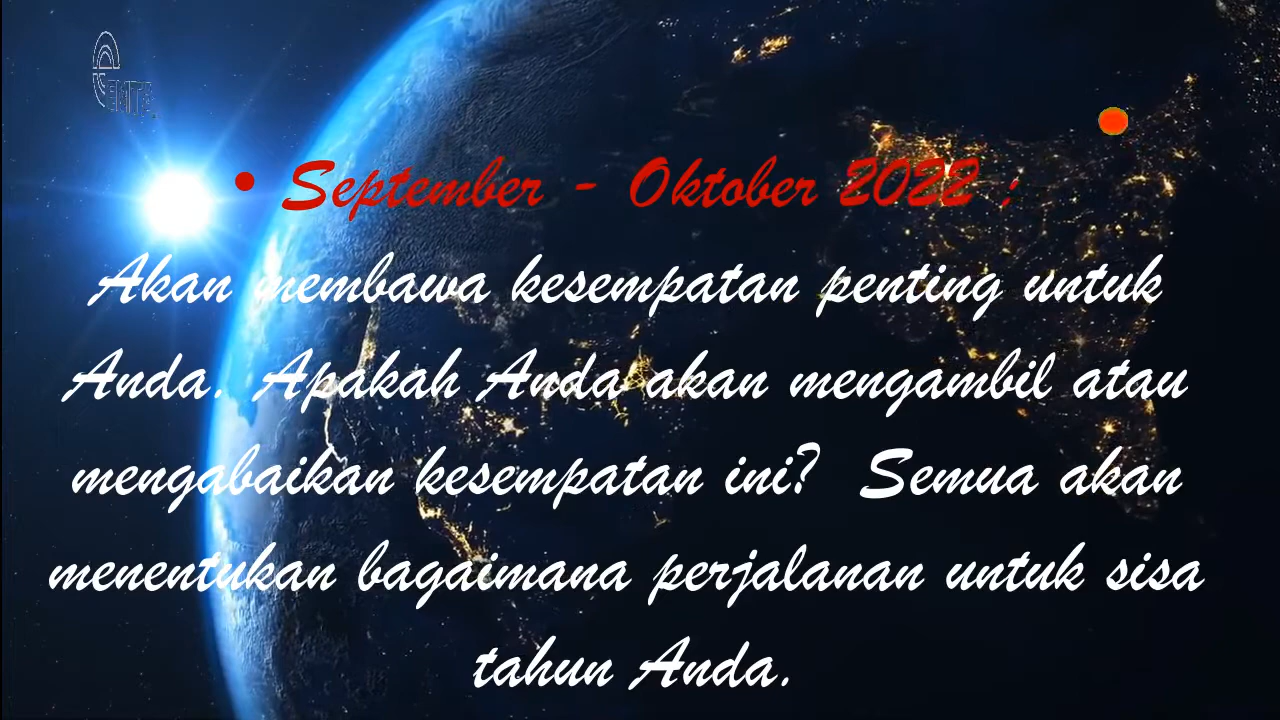 • September - Oktober 2022 :
Akan membawa kesempatan penting untuk
Anda. Apakah Anda akan mengambil atau
mengabaikan kesempatan ini? Semua akan
menentukan bagaimana perjalanan untuk sisa
tahun Anda.